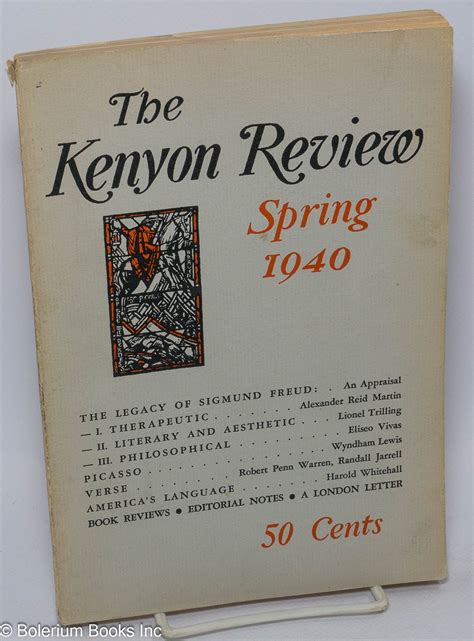 The
Kenyon Review
Spring
1940
THE LEGACY OF SIGMUND FREUD: . An Appraisal
— I. THERAPEUTIC . . . . . . . Alexander Reid Martin
— II. LITERARY AND AESTHETIC . . Lionel Trilling
— III. PHILOSOPHICAL . . . . . . . Eliseo Vivas
PICASSO . . . . . . . . . . . . Wyndham Lewis
VERSE . . . . . . Robert Penn Warren, Randall Jarrell
AMERICA'S LANGUAGE . . . . . . Harold Whitehall
BOOK REVIEWS • EDITORIAL NOTES • A LONDON LETTER
50 Cents
© Bolerium Books Inc